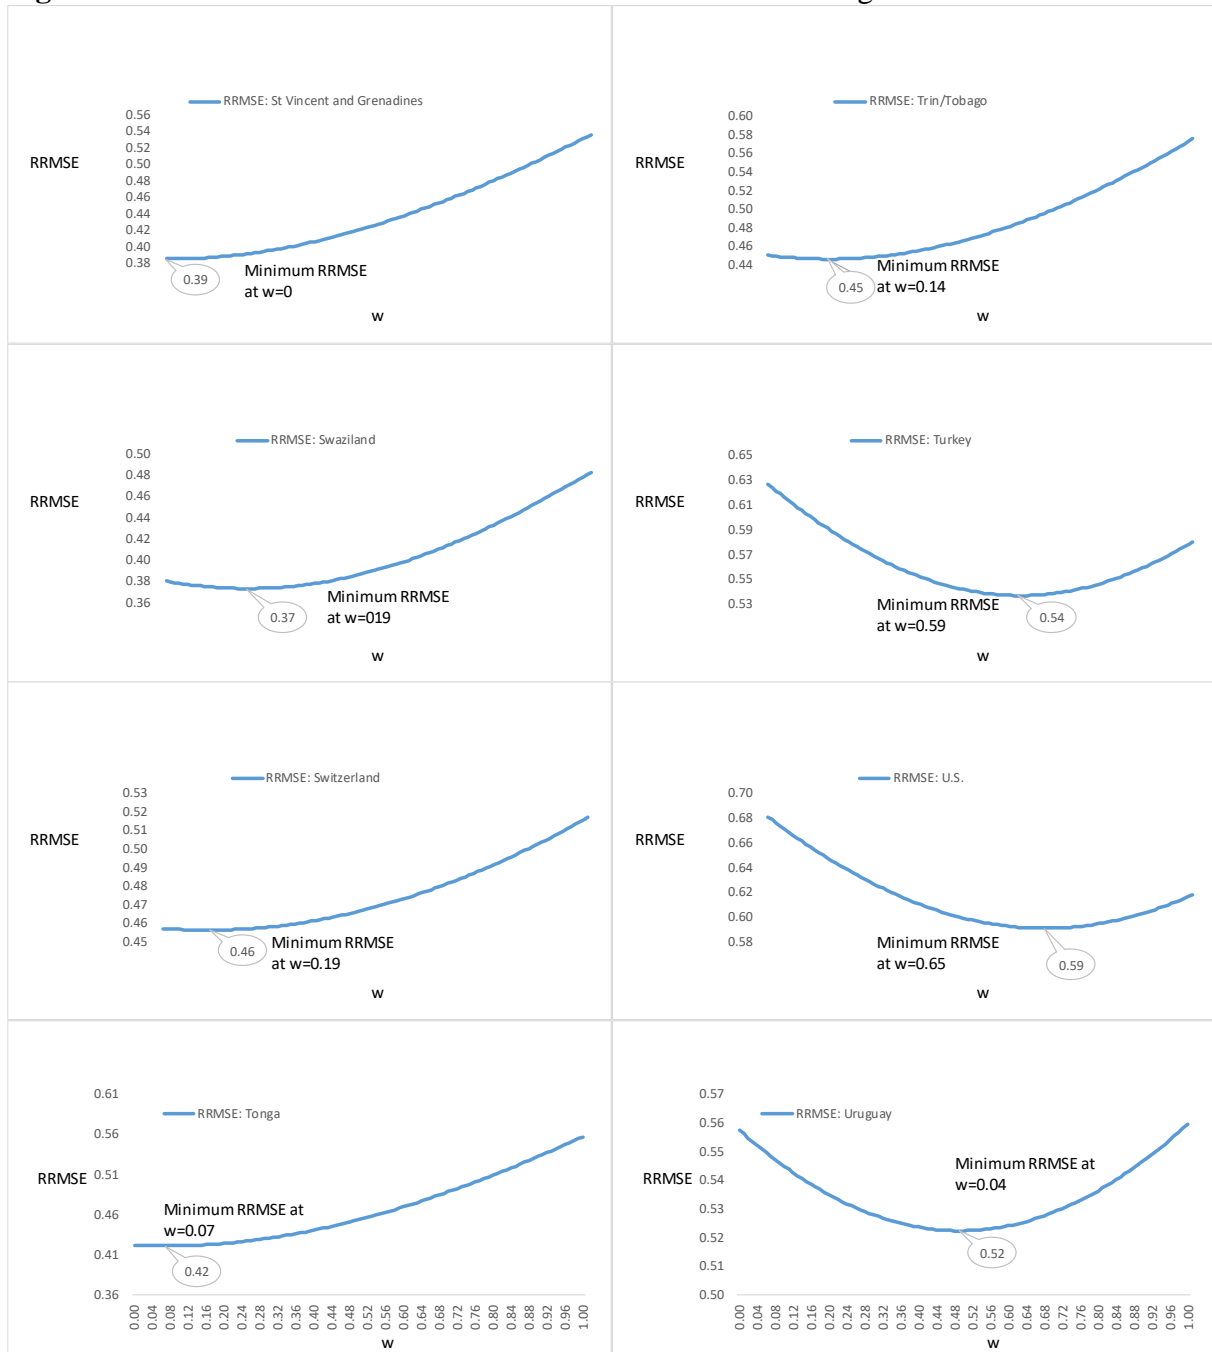 RRMSE: St Vincent and Grenadines
0.56
0.54
0.52
0.50
0.48
0.46
0.44
0.42
0.40
0.38
RRMSE
0.39
Minimum RRMSE
at w=0
w
RRMSE: Trin/Tobago
0.60
0.58
0.56
0.54
0.52
0.50
0.48
0.46
0.44
RRMSE
0.45
Minimum RRMSE
at w=0.14
w
RRMSE: Swaziland
0.50
0.48
0.46
0.44
0.42
0.40
0.38
0.36
RRMSE
0.37
Minimum RRMSE
at w=019
w
RRMSE: Turkey
0.65
0.63
0.61
0.59
0.57
0.55
0.53
RRMSE
Minimum RRMSE
at w=0.59
0.54
w
RRMSE: Switzerland
0.53
0.52
0.51
0.50
0.49
0.48
0.47
0.46
0.45
RRMSE
0.46
Minimum RRMSE
at w=0.19
w
RRMSE: U.S.
0.70
0.68
0.66
0.64
0.62
0.60
0.58
RRMSE
Minimum RRMSE
at w=0.65
0.59
w
0.61
0.56
0.51
0.46
0.41
0.36
RRMSE: Tonga
RRMSE
Minimum RRMSE at
w=0.07
0.42
0.00 0.04 0.08 0.12 0.16 0.20 0.24 0.28 0.32 0.36 0.40 0.44 0.48 0.52 0.56 0.60 0.64 0.68 0.72 0.76 0.80 0.84 0.88 0.92 0.96 1.00
w
0.57
0.56
0.55
0.54
0.53
0.52
0.51
0.50
RRMSE: Uruguay
RRMSE
Minimum RRMSE at
w=0.04
0.52
0.00 0.04 0.08 0.12 0.16 0.20 0.24 0.28 0.32 0.36 0.40 0.44 0.48 0.52 0.56 0.60 0.64 0.68 0.72 0.76 0.80 0.84 0.88 0.92 0.96 1.00
w